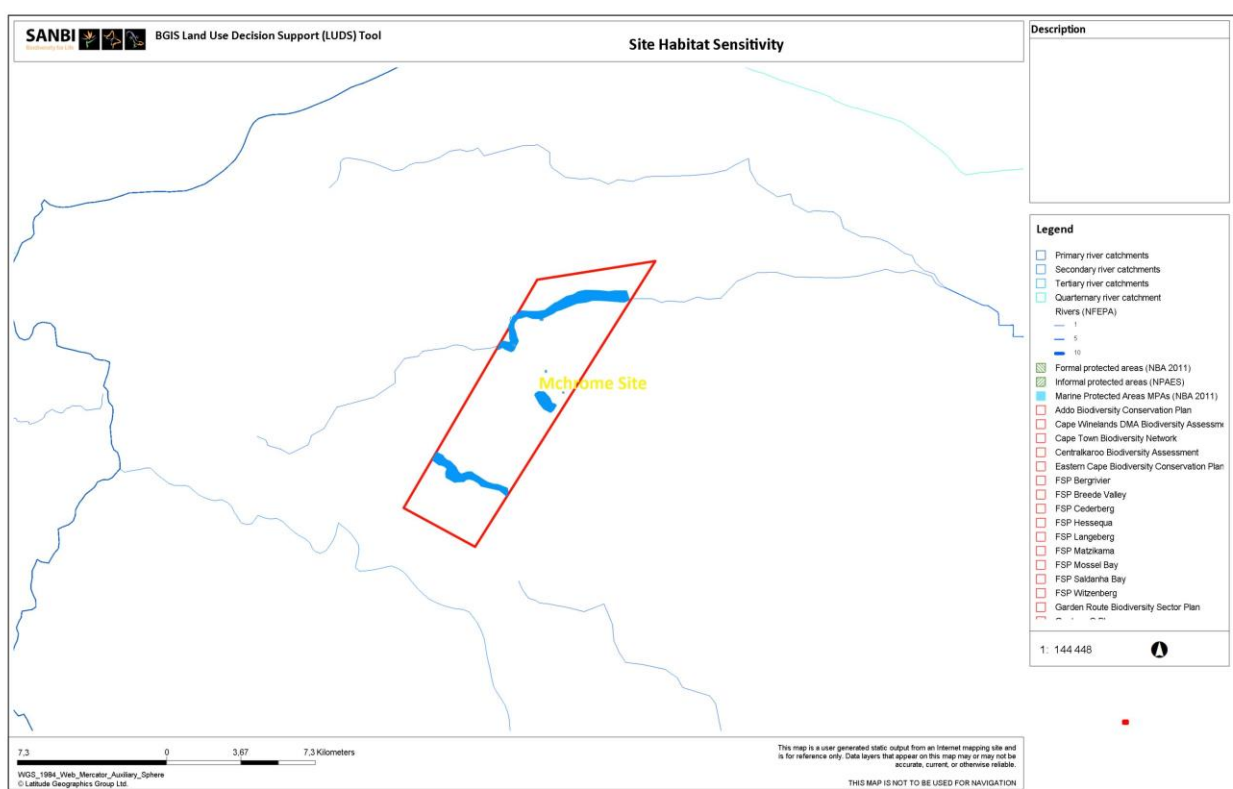 SANBI
Biodiversity for Life
BGIS Land Use Decision Support (LUDS) Tool
Site Habitat Sensitivity
Mchrome Site
7,3 0 3,67 7,3 Kilometers
WGS_1984_Web_Mercator_Auxiliary_Sphere
© Latitude Geographics Group Ltd.
This map is a user generated static output from an Internet mapping site and
is for reference only. Data layers that appear on this map may or may not be
accurate, current, or otherwise reliable.
THIS MAP IS NOT TO BE USED FOR NAVIGATION
Description
Legend
Primary river catchments
Secondary river catchments
Tertiary river catchments
Quarternary river catchment
Rivers (NFEPA)
1
5
10
Formal protected areas (NBA 2011)
Informal protected areas (NPAES)
Marine Protected Areas MPAs (NBA 2011)
Addo Biodiversity Conservation Plan
Cape Winelands DMA Biodiversity Assessme
Cape Town Biodiversity Network
Centralkaroo Biodiversity Assessment
Eastern Cape Biodiversity Conservation Plan
FSP Bergrivier
FSP Breede Valley
FSP Cederberg
FSP Hessequa
FSP Langeberg
FSP Matzikama
FSP Mossel Bay
FSP Saldanha Bay
FSP Witzenberg
Garden Route Biodiversity Sector Plan
1: 144 448